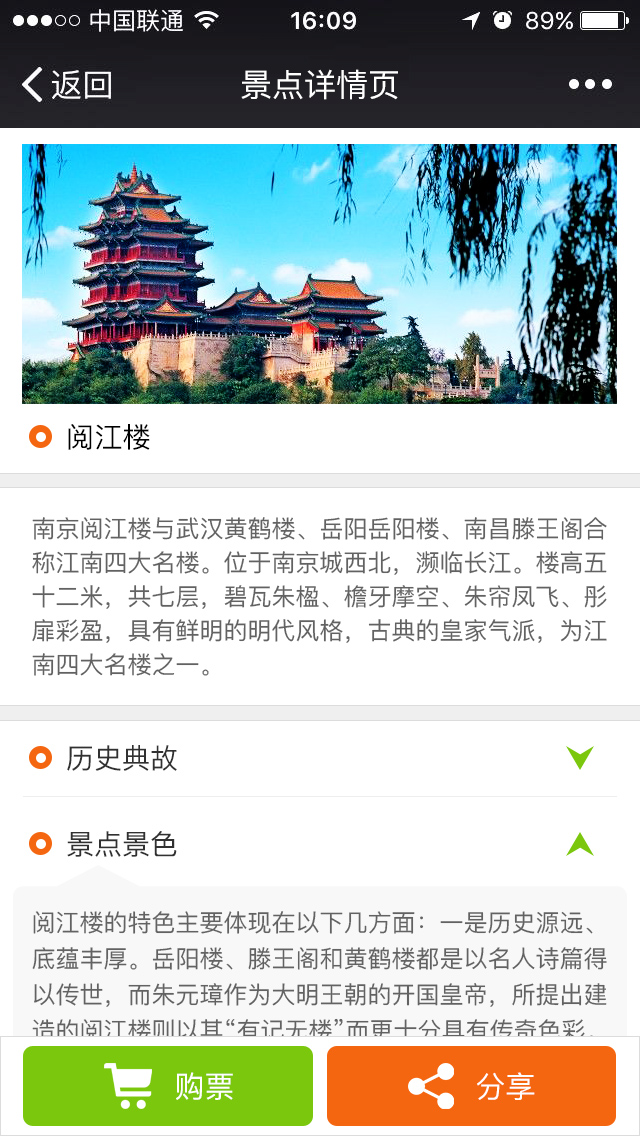 中国联通 16:09 89%
返回 景点详情页
阅江楼
南京阅江楼与武汉黄鹤楼、岳阳岳阳楼、南昌滕王阁合
称江南四大名楼。位于南京城西北，濒临长江。楼高五
十二米，共七层，碧瓦朱楹、檐牙摩空、朱帘凤飞、彤
扉彩盈，具有鲜明的明代风格，古典的皇家气派，为江
南四大名楼之一。
历史典故
景点景色
阅江楼的特色主要体现在以下几方面：一是历史源远、
底蕴丰厚。岳阳楼、滕王阁和黄鹤楼都是以名人诗篇得
以传世，而朱元璋作为大明王朝的开国皇帝，所提出建
造的阅江楼则以其“有记无楼”而更十分具有传奇色彩、
购票 分享